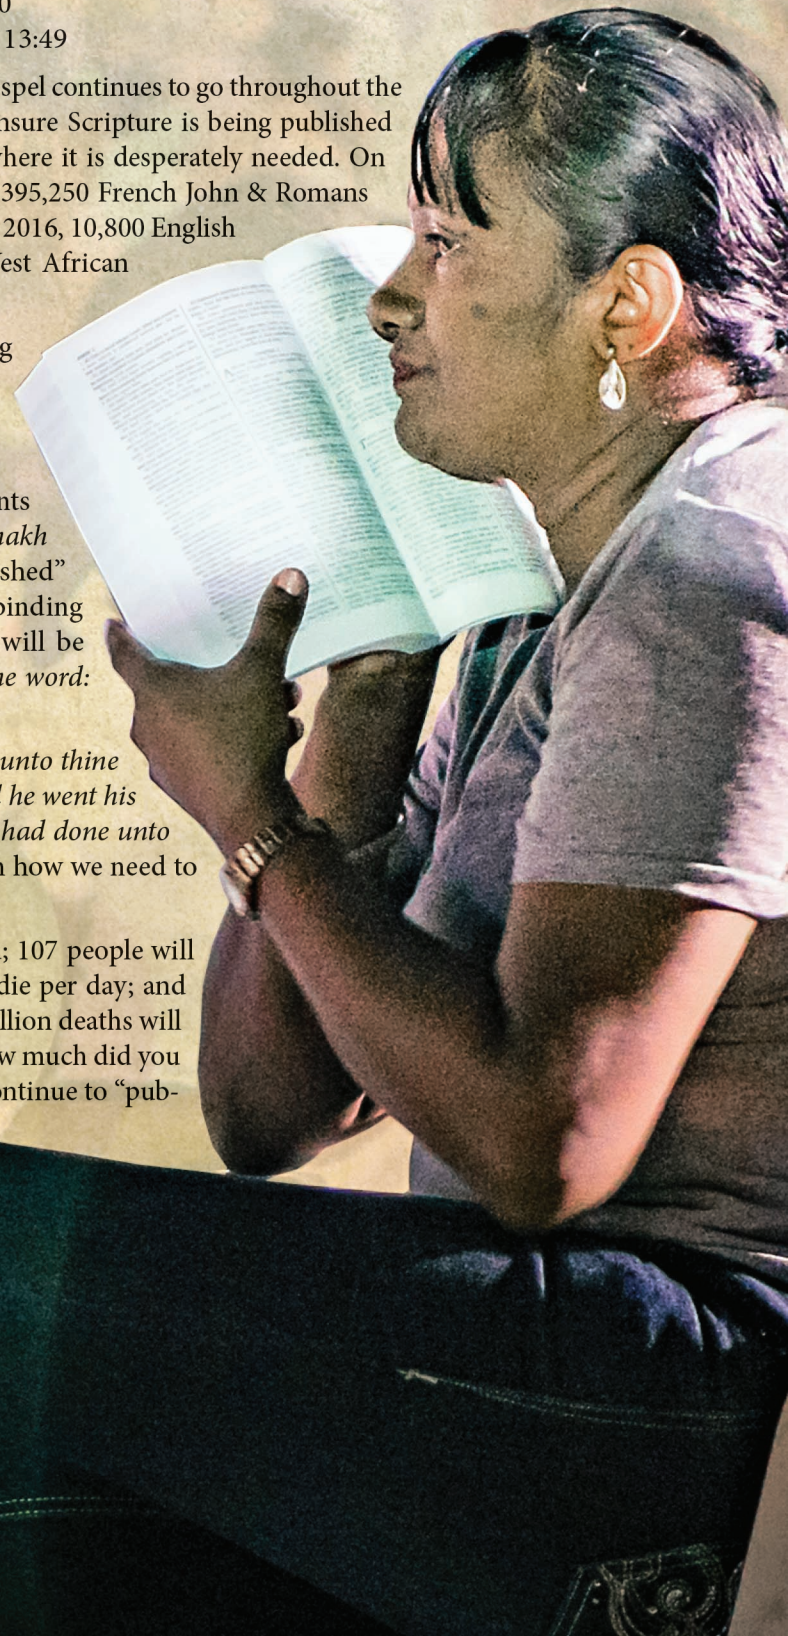 0
13:49
spel continues to go throughout the
nsure Scripture is being published
where it is desperately needed. On
395,250 French John & Romans
2016, 10,800 English
est African
g
nts
nakh
shed”
binding
will be
ne word:
unto thine
he went his
had done unto
how we need to
; 107 people will
die per day; and
llion deaths will
w much did you
ontinue to “pub-